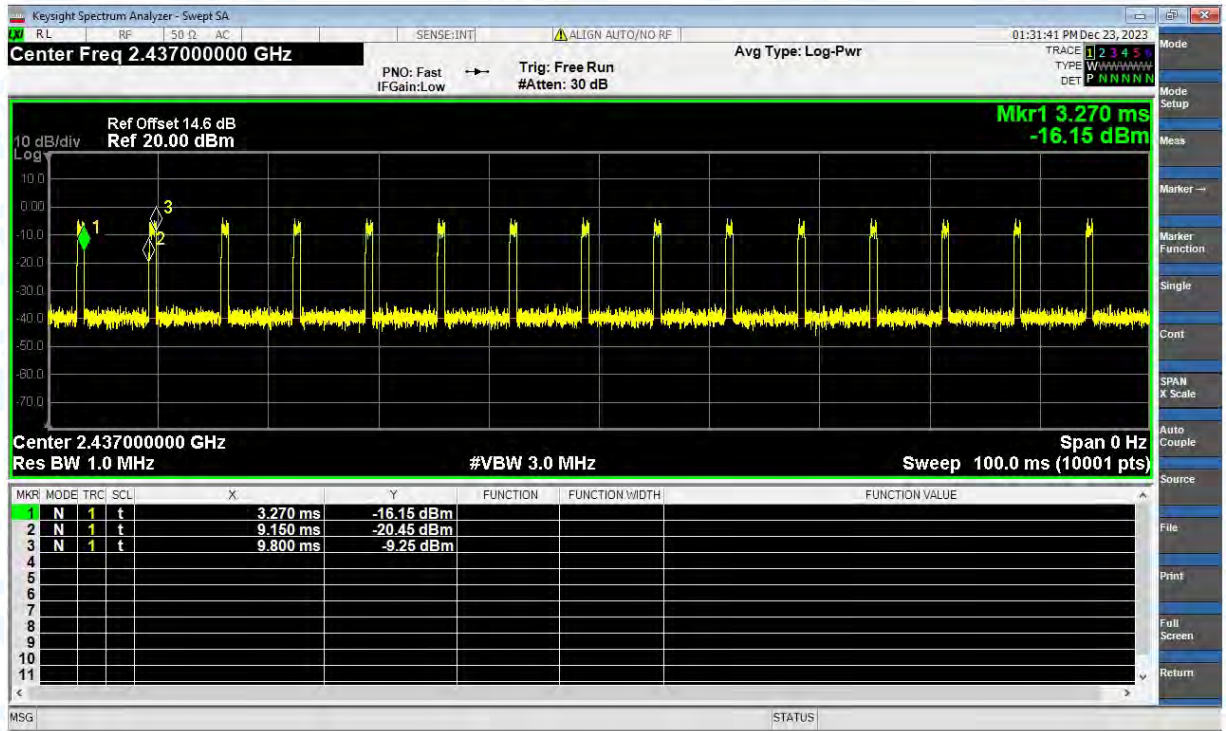 Keysight Spectrum Analyzer - Swept SA
RL RF 50 Ω AC SENSE:INT ALIGN AUTO/NO RF 01:31:41 PM Dec 23, 2023
Center Freq 2.437000000 GHz
Avg Type: Log-Pwr
TRACE 1 2 3 4 5 6
PNO: Fast Trig: Free Run
TYPE WWWWWW
IFGain:Low #Atten: 30 dB
DET P N N N N N
Mkr1 3.270 ms
-16.15 dBm
Ref Offset 14.6 dB
10 dB/div Ref 20.00 dBm
Log
10.0
0.00
-10.0
-20.0
-30.0
-40.0
-50.0
-60.0
-70.0
1
2
3
Center 2.437000000 GHz Span 0 Hz
Res BW 1.0 MHz #VBW 3.0 MHz Sweep 100.0 ms (10001 pts)
MKR MODE TRC SCL X Y FUNCTION FUNCTION WIDTH FUNCTION VALUE
1 N 1 t 3.270 ms -16.15 dBm
2 N 1 t 9.150 ms -20.45 dBm
3 N 1 t 9.800 ms -9.25 dBm
4
5
6
7
8
9
10
11
MSG STATUS
Mode
Mode
Setup
Meas
Marker→
Marker
Function
Single
Cont
SPAN
X Scale
Auto
Couple
Source
File
Print
Full
Screen
Return